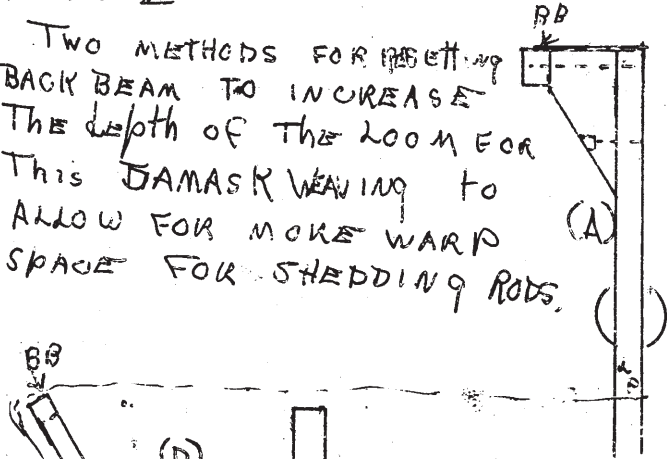 BB
Two METHODS FOR RESETTING
BACK BEAM TO INCREASE
The depth of The LOOM FOR
This DAMASK WEAVING to
ALLOW FOR MORE WARP
SPACE FOR SHEDDING RODS.
(A)
BB